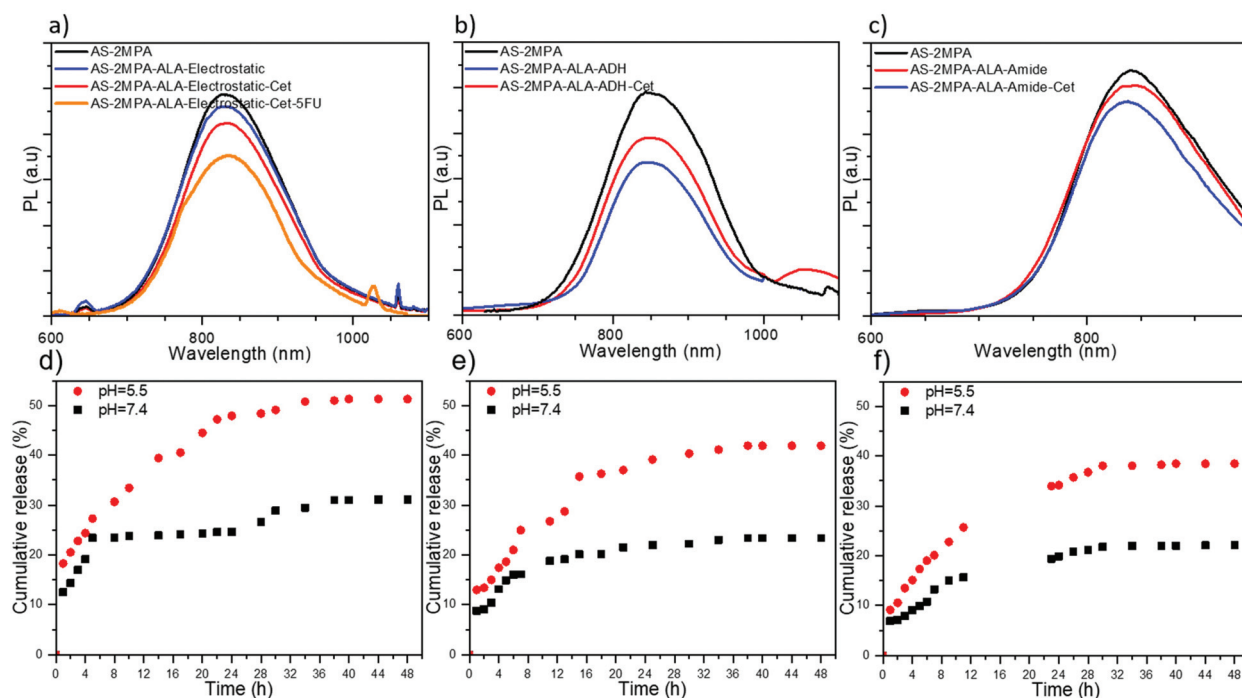 a)
AS-2MPA
AS-2MPA-ALA-Electrostatic
AS-2MPA-ALA-Electrostatic-Cet
AS-2MPA-ALA-Electrostatic-Cet-5FU
PL (a.u)
600 800 1000
Wavelength (nm)
b)
AS-2MPA
AS-2MPA-ALA-ADH
AS-2MPA-ALA-ADH-Cet
PL (a.u)
600 800 1000
Wavelength (nm)
c)
AS-2MPA
AS-2MPA-ALA-Amide
AS-2MPA-ALA-Amide-Cet
PL (a.u)
600 800
Wavelength (nm)
d)
pH=5.5
pH=7.4
Cumulative release (%)
50
40
30
20
10
0
0 4 8 12 16 20 24 28 32 36 40 44 48
Time (h)
e)
pH=5.5
pH=7.4
Cumulative release (%)
50
40
30
20
10
0
0 4 8 12 16 20 24 28 32 36 40 44 48
Time (h)
f)
pH=5.5
pH=7.4
Cumulative release (%)
50
40
30
20
10
0
0 4 8 12 16 20 24 28 32 36 40 44 48
Time (h)